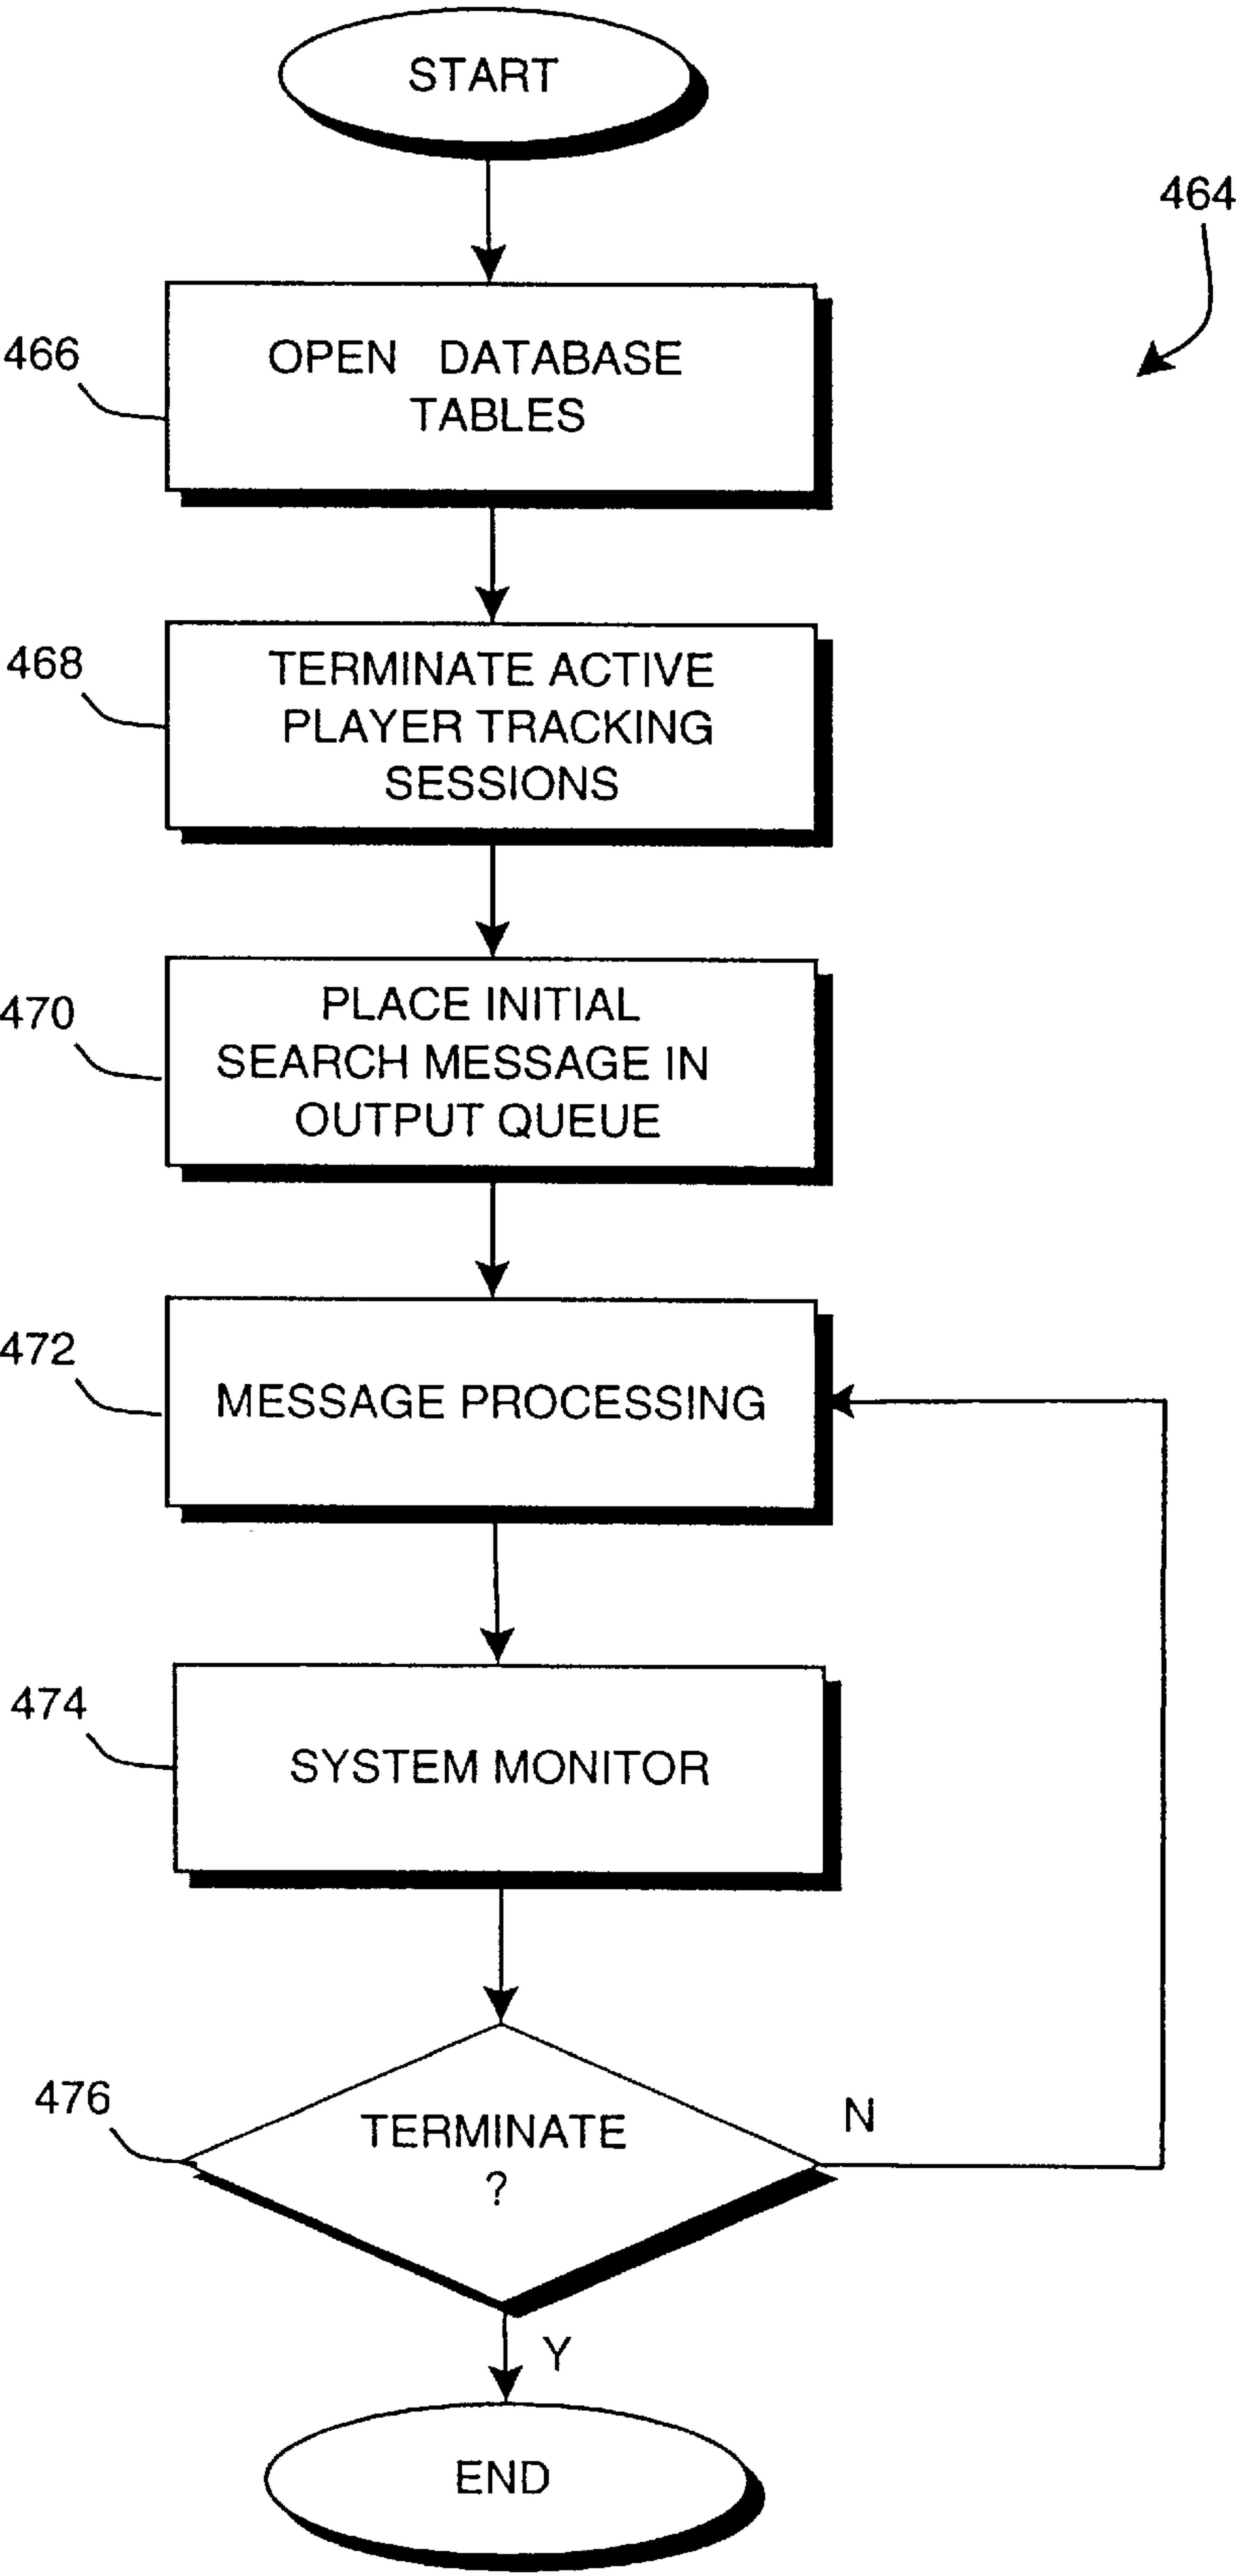 START
464
466
OPEN DATABASE
TABLES
468
TERMINATE ACTIVE
PLAYER TRACKING
SESSIONS
470
PLACE INITIAL
SEARCH MESSAGE IN
OUTPUT QUEUE
472
MESSAGE PROCESSING
474
SYSTEM MONITOR
476
TERMINATE
?
N
Y
END